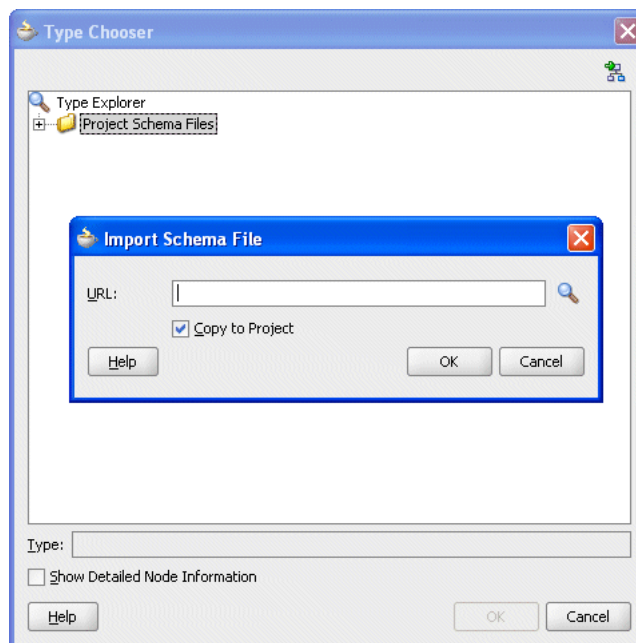 Type Chooser
Type Explorer
Project Schema Files
Import Schema File
URL:
Copy to Project
Help OK Cancel
Type:
Show Detailed Node Information
Help OK Cancel